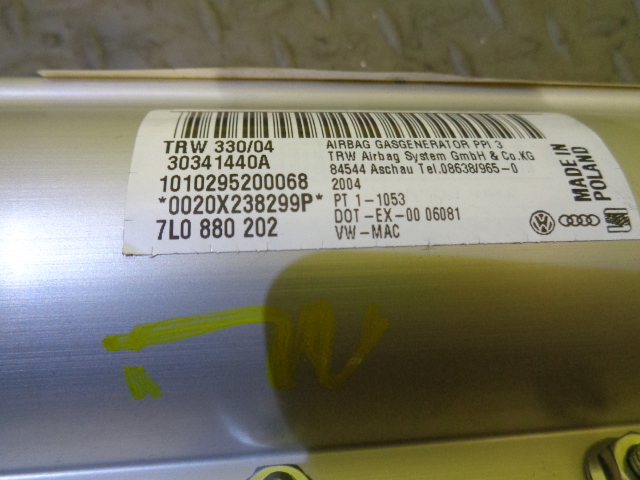 TRW 330/04
30341440A
1010295200068
*0020X238299P*
7L0 880 202
AIRBAG GASGENERATOR PPI 3
TRW Airbag System GmbH & Co.KG
84544 Aschau Tel.08638/965-0
2004
PT 1-1053
DOT-EX-00 06081
VW-MAC
MADE IN
POLAND